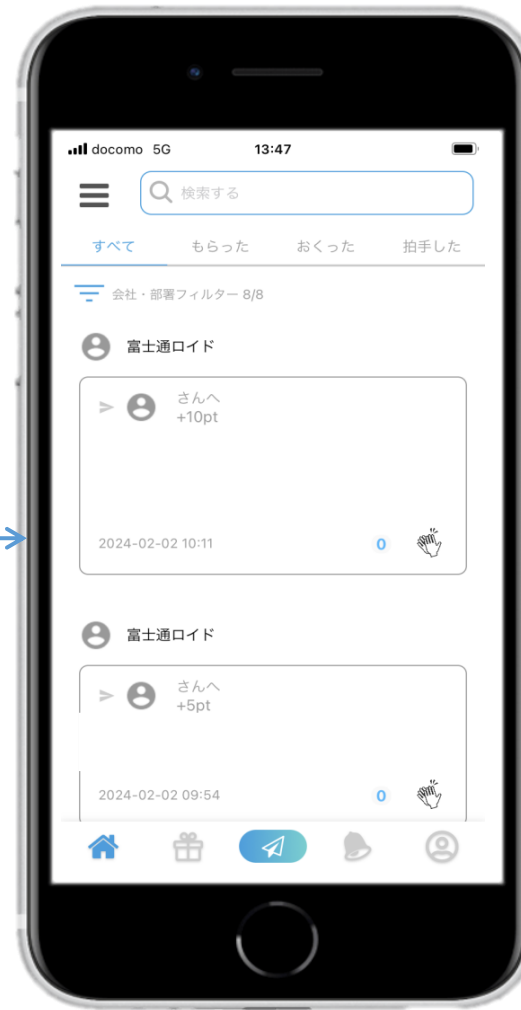 docomo 5G 13:47
検索する
すべて もらった おくった 拍手した
会社・部署フィルター 8/8
富士通ロイド
さんへ
+10pt
2024-02-02 10:11 0
富士通ロイド
さんへ
+5pt
2024-02-02 09:54 0